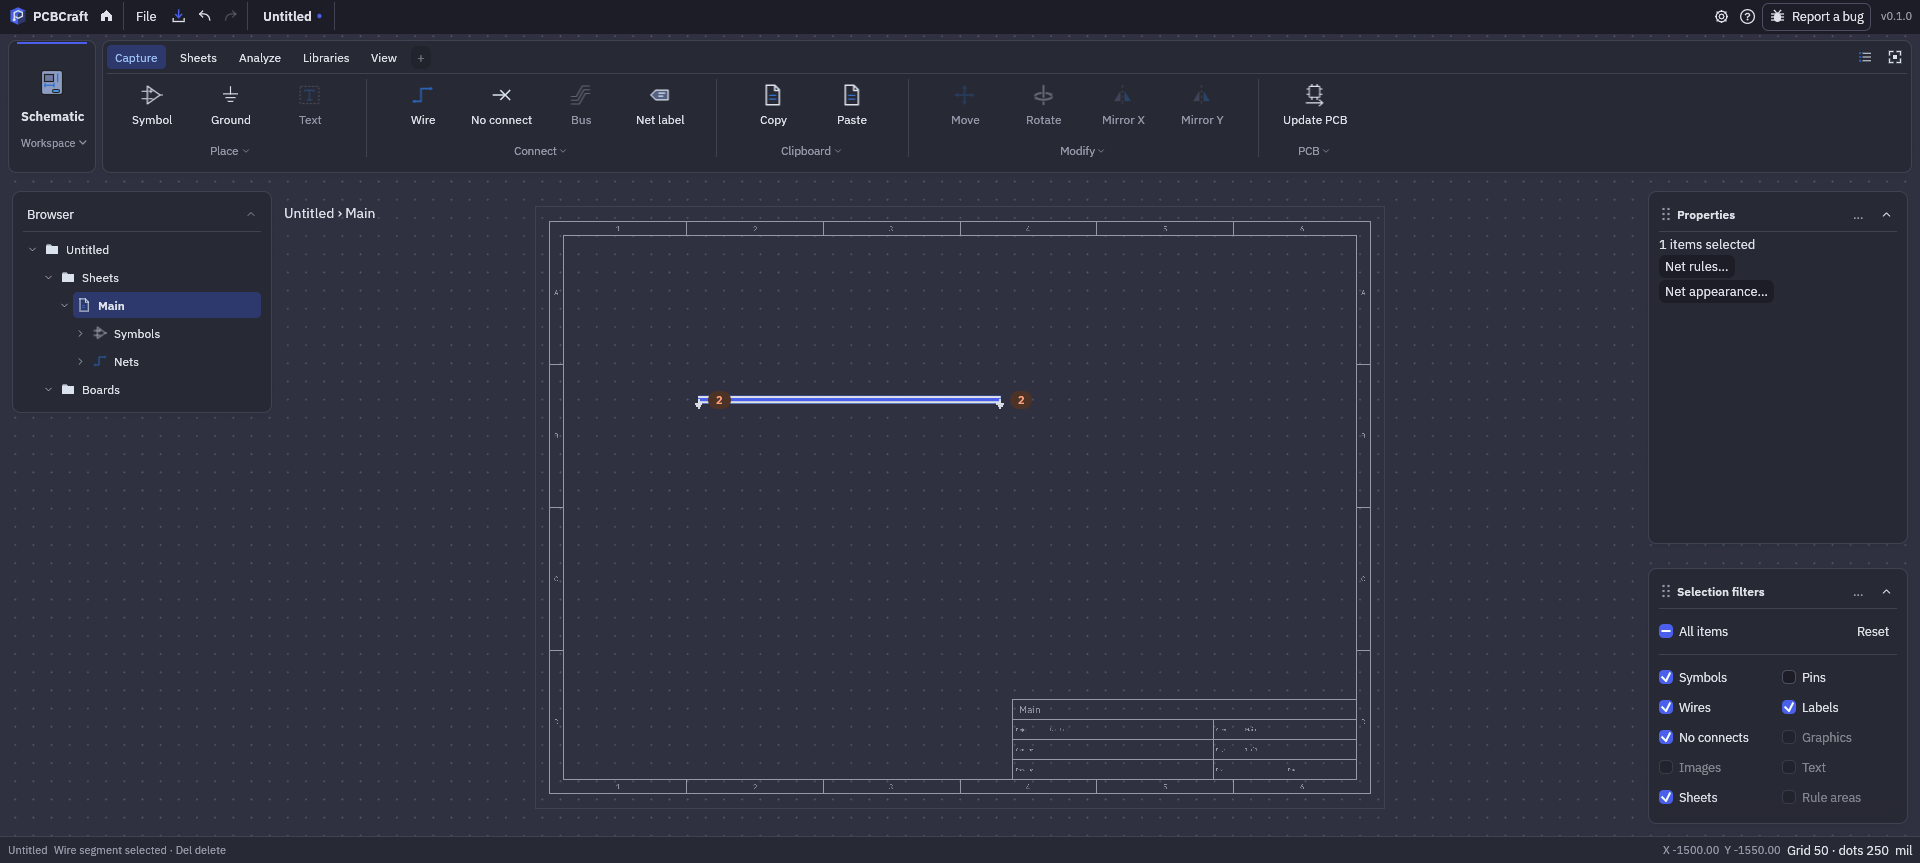 PCBCraft File Untitled Report a bug v0.1.0
Schematic
Workspace
Capture Sheets Analyze Libraries View +
Symbol Ground Text Wire No connect Bus Net label Copy Paste Move Rotate Mirror X Mirror Y Update PCB
Place Connect Clipboard Modify PCB
Browser
Untitled
Sheets
Main
Symbols
Nets
Boards
Untitled › Main
1 2 3 4 5 6
A A
B B
C C
D D
2 2
Main
1 2 3 4 5 6
Properties ...
1 items selected
Net rules...
Net appearance...
Selection filters ...
All items Reset
Symbols Pins
Wires Labels
No connects Graphics
Images Text
Sheets Rule areas
Untitled Wire segment selected · Del delete X -1500.00 Y -1550.00 Grid 50 · dots 250 mil